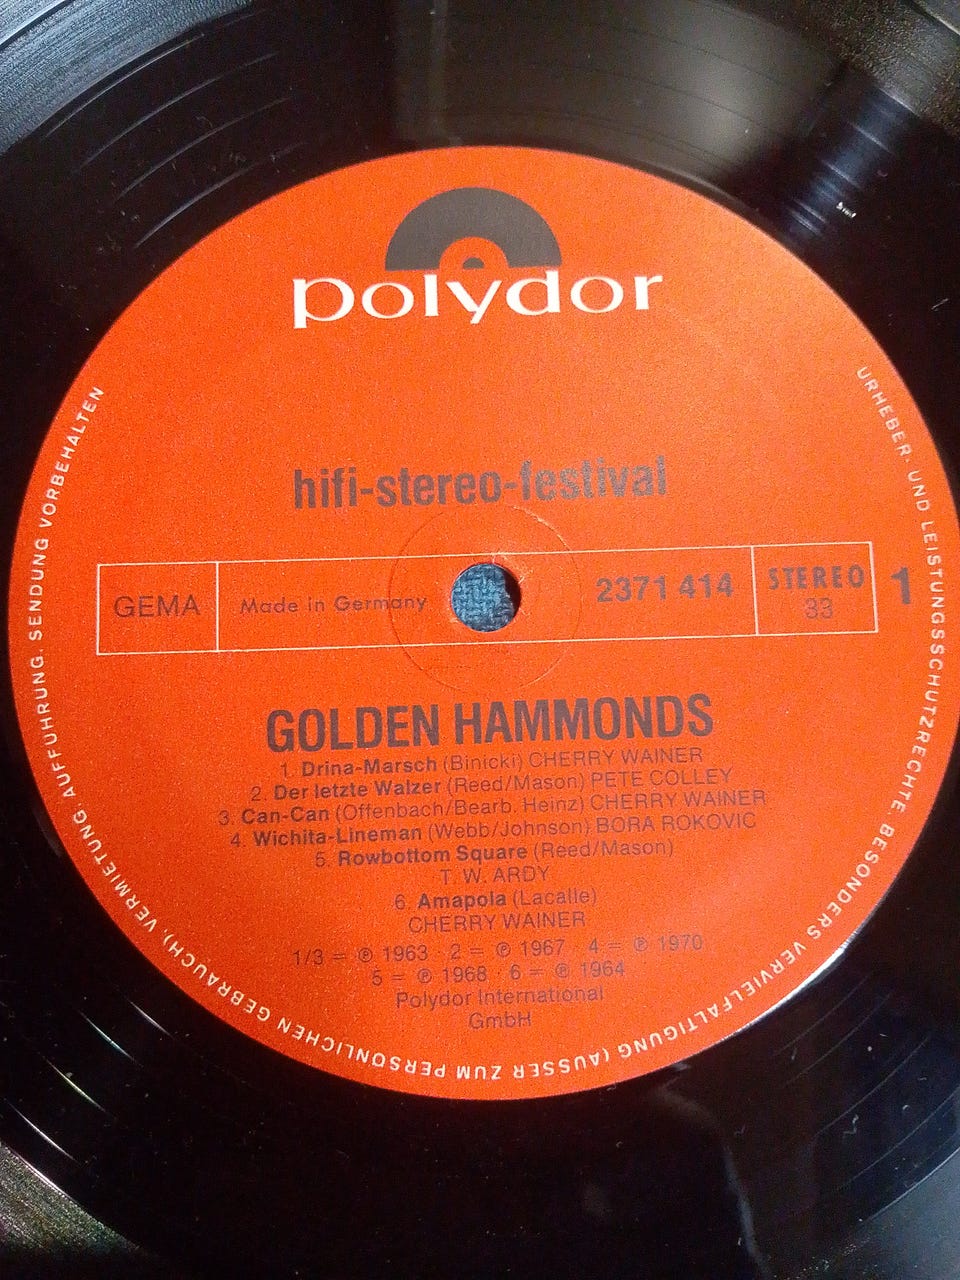 polydor
hifi-stereo-festival
GEMA
Made in Germany
2371 414
STEREO
33
1
GOLDEN HAMMONDS
1. Drina-Marsch (Binicki) CHERRY WAINER
2. Der letzte Walzer (Reed/Mason) PETE COLLEY
3. Can-Can (Offenbach/Bearb. Heinz) CHERRY WAINER
4. Wichita-Lineman (Webb/Johnson) BORA ROKOVIC
5. Rowbottom Square (Reed/Mason)
T. W. ARDY
6. Amapola (Lacalle)
CHERRY WAINER
1/3 = ℗ 1963 · 2 = ℗ 1967 · 4 = ℗ 1970
5 = ℗ 1968 · 6 = ℗ 1964
Polydor International
GmbH
URHEBER- UND LEISTUNGSSCHUTZRECHTE, BESONDERS VERVIELFÄLTIGUNG (AUSSER ZUM PERSÖNLICHEN GEBRAUCH), VERMIETUNG, AUFFÜHRUNG, SENDUNG VORBEHALTEN